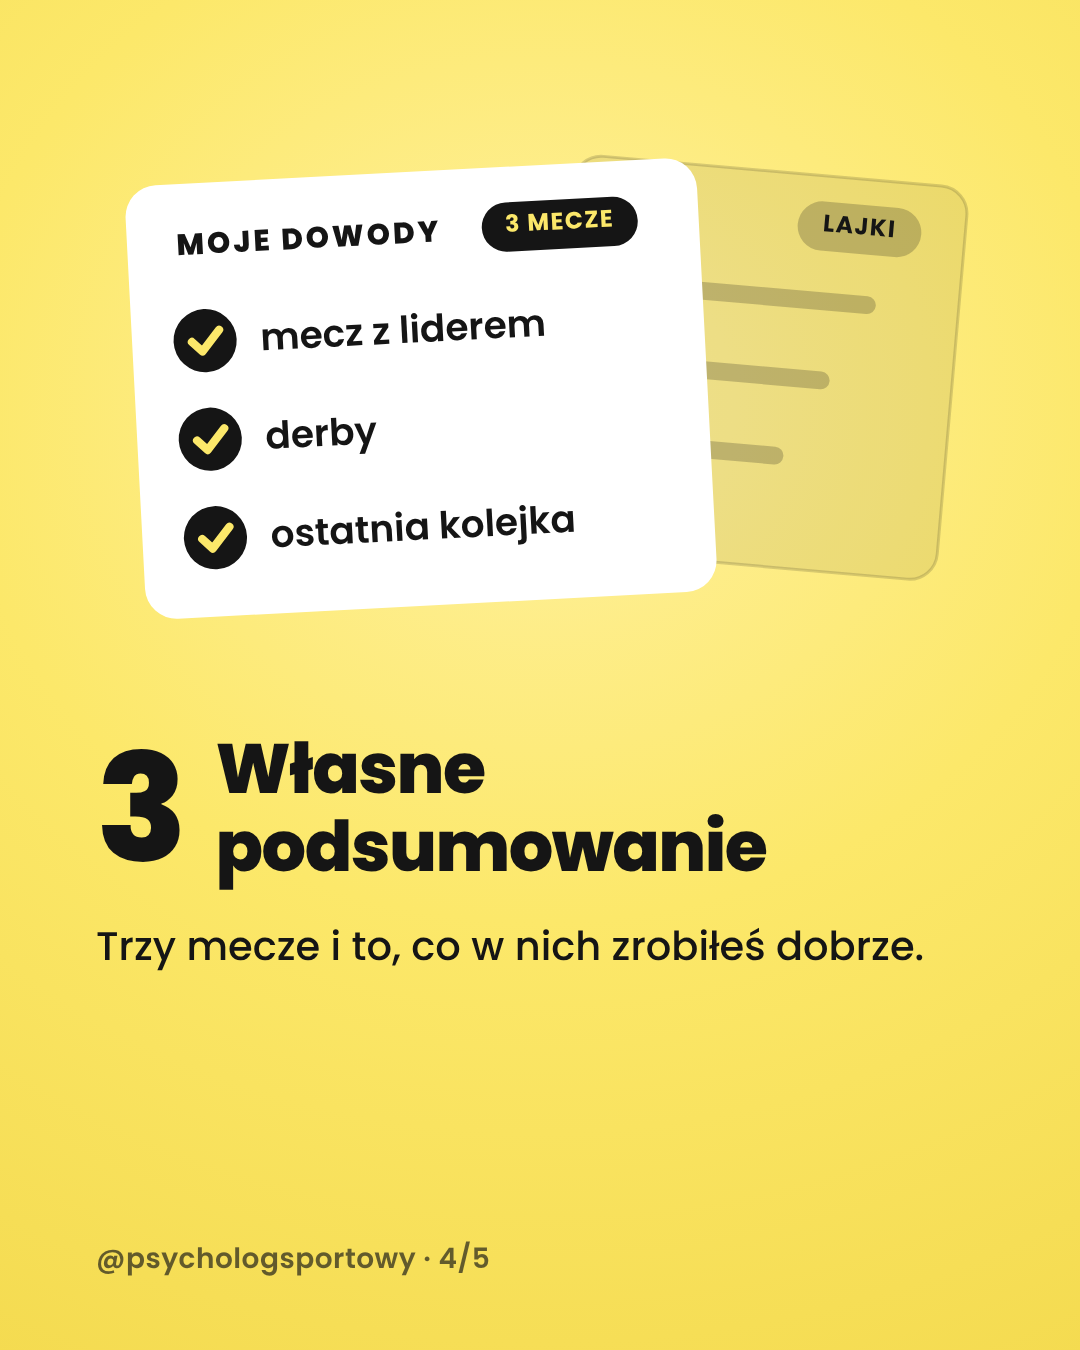 MOJE DOWODY
3 MECZE
LAJKI
mecz z liderem
derby
ostatnia kolejka
3
Własne
podsumowanie
Trzy mecze i to, co w nich zrobiłeś dobrze.
@psychologsportowy · 4/5